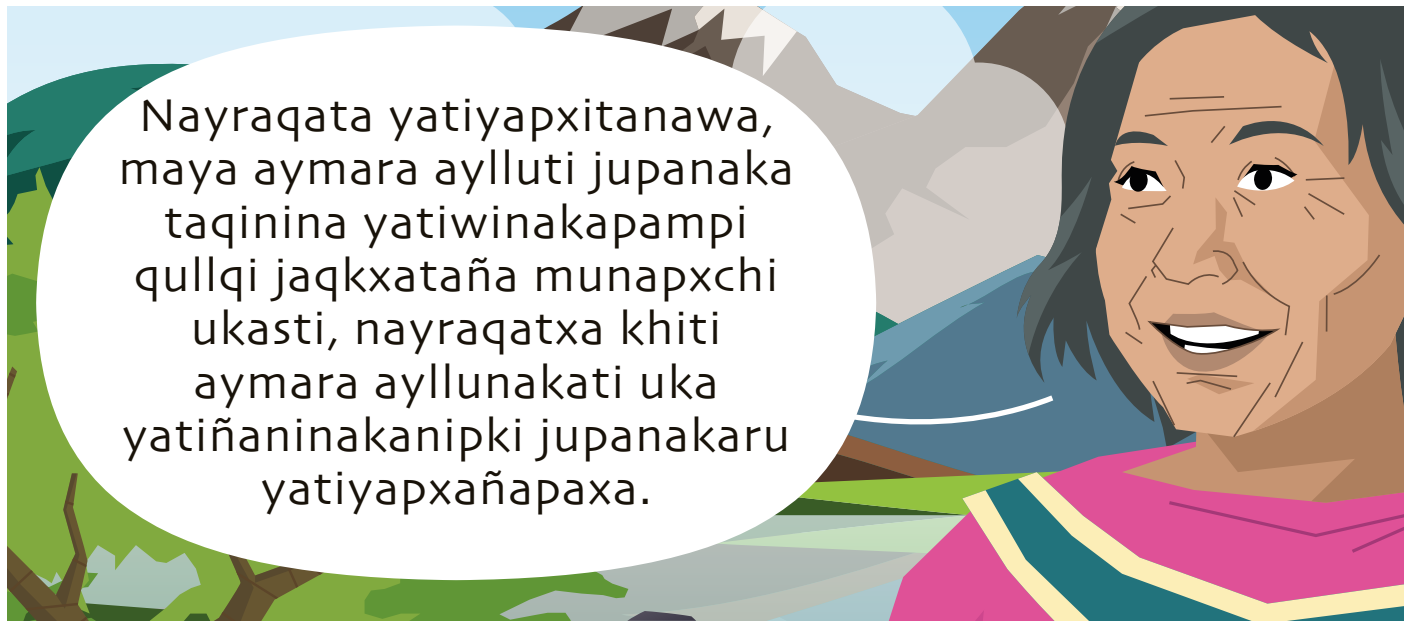 Nayraqata yatiyapxitanawa,
maya aymara aylluti jupanaka
taqinina yatiwinakapampi
qullqi jaqkxataña munapxchi
ukasti, nayraqatxa khiti
aymara ayllunakati uka
yatiñaninakanipki jupanakaru
yatiyapxañapaxa.